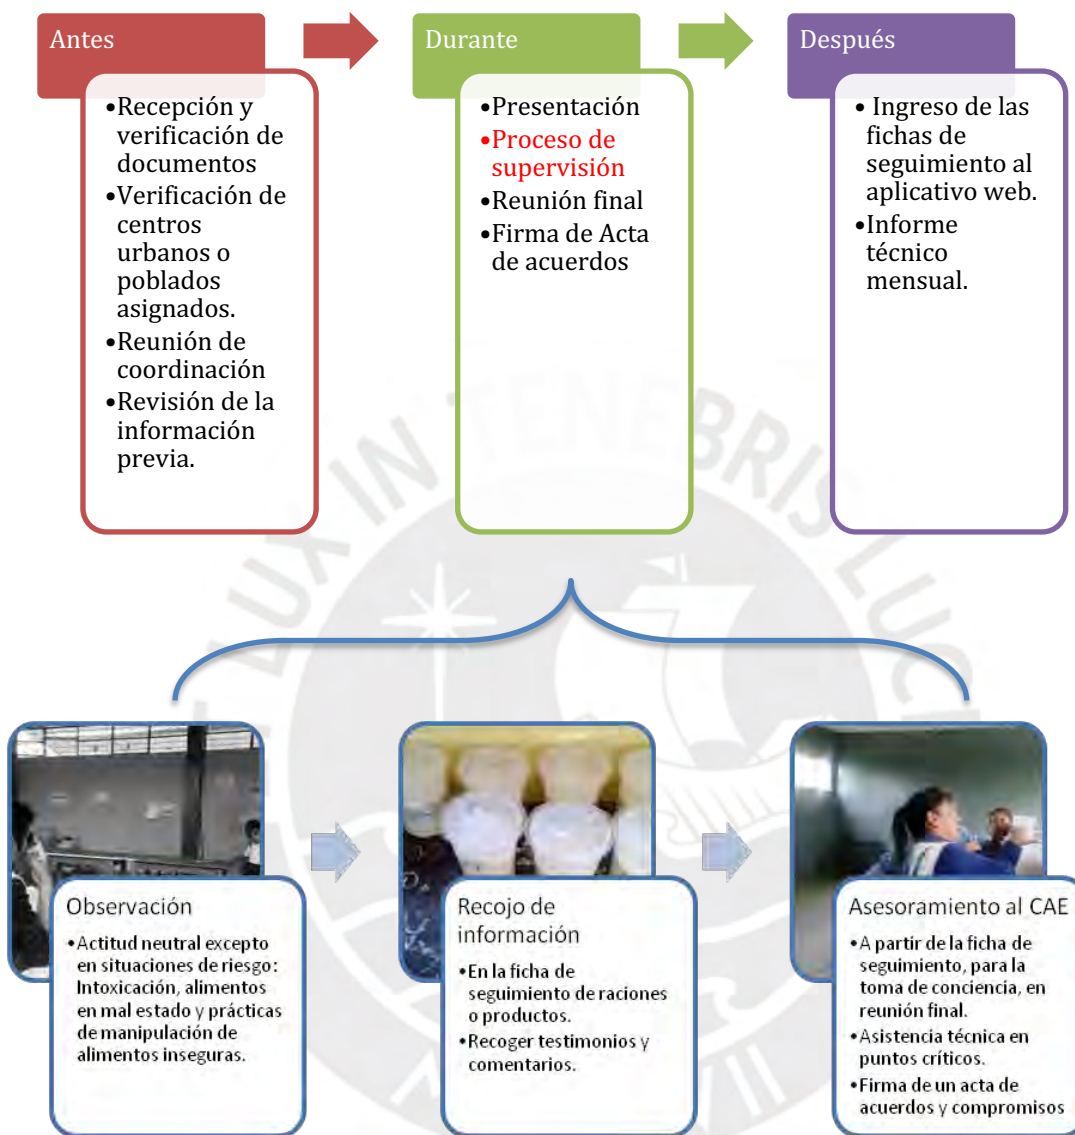 Antes
•Recepción y
verificación de
documentos
•Verificación de
centros
urbanos o
poblados
asignados.
•Reunión de
coordinación
•Revisión de la
información
previa.
Durante
•Presentación
•Proceso de
supervisión
•Reunión final
•Firma de Acta
de acuerdos
Después
• Ingreso de las
fichas de
seguimiento al
aplicativo web.
•Informe
técnico
mensual.
LUX IN TENEBRIS LUC
Observación
•Actitud neutral excepto
en situaciones de riesgo:
Intoxicación, alimentos
en mal estado y prácticas
de manipulación de
alimentos inseguras.
Recojo de
información
•En la ficha de
seguimiento de raciones
o productos.
•Recoger testimonios y
comentarios.
Asesoramiento al CAE
•A partir de la ficha de
seguimiento, para la
toma de conciencia, en
reunión final.
•Asistencia técnica en
puntos críticos.
•Firma de un acta de
acuerdos y compromisos